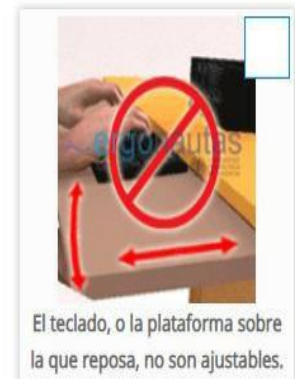 ergonautas
El teclado, o la plataforma sobre
la que reposa, no son ajustables.